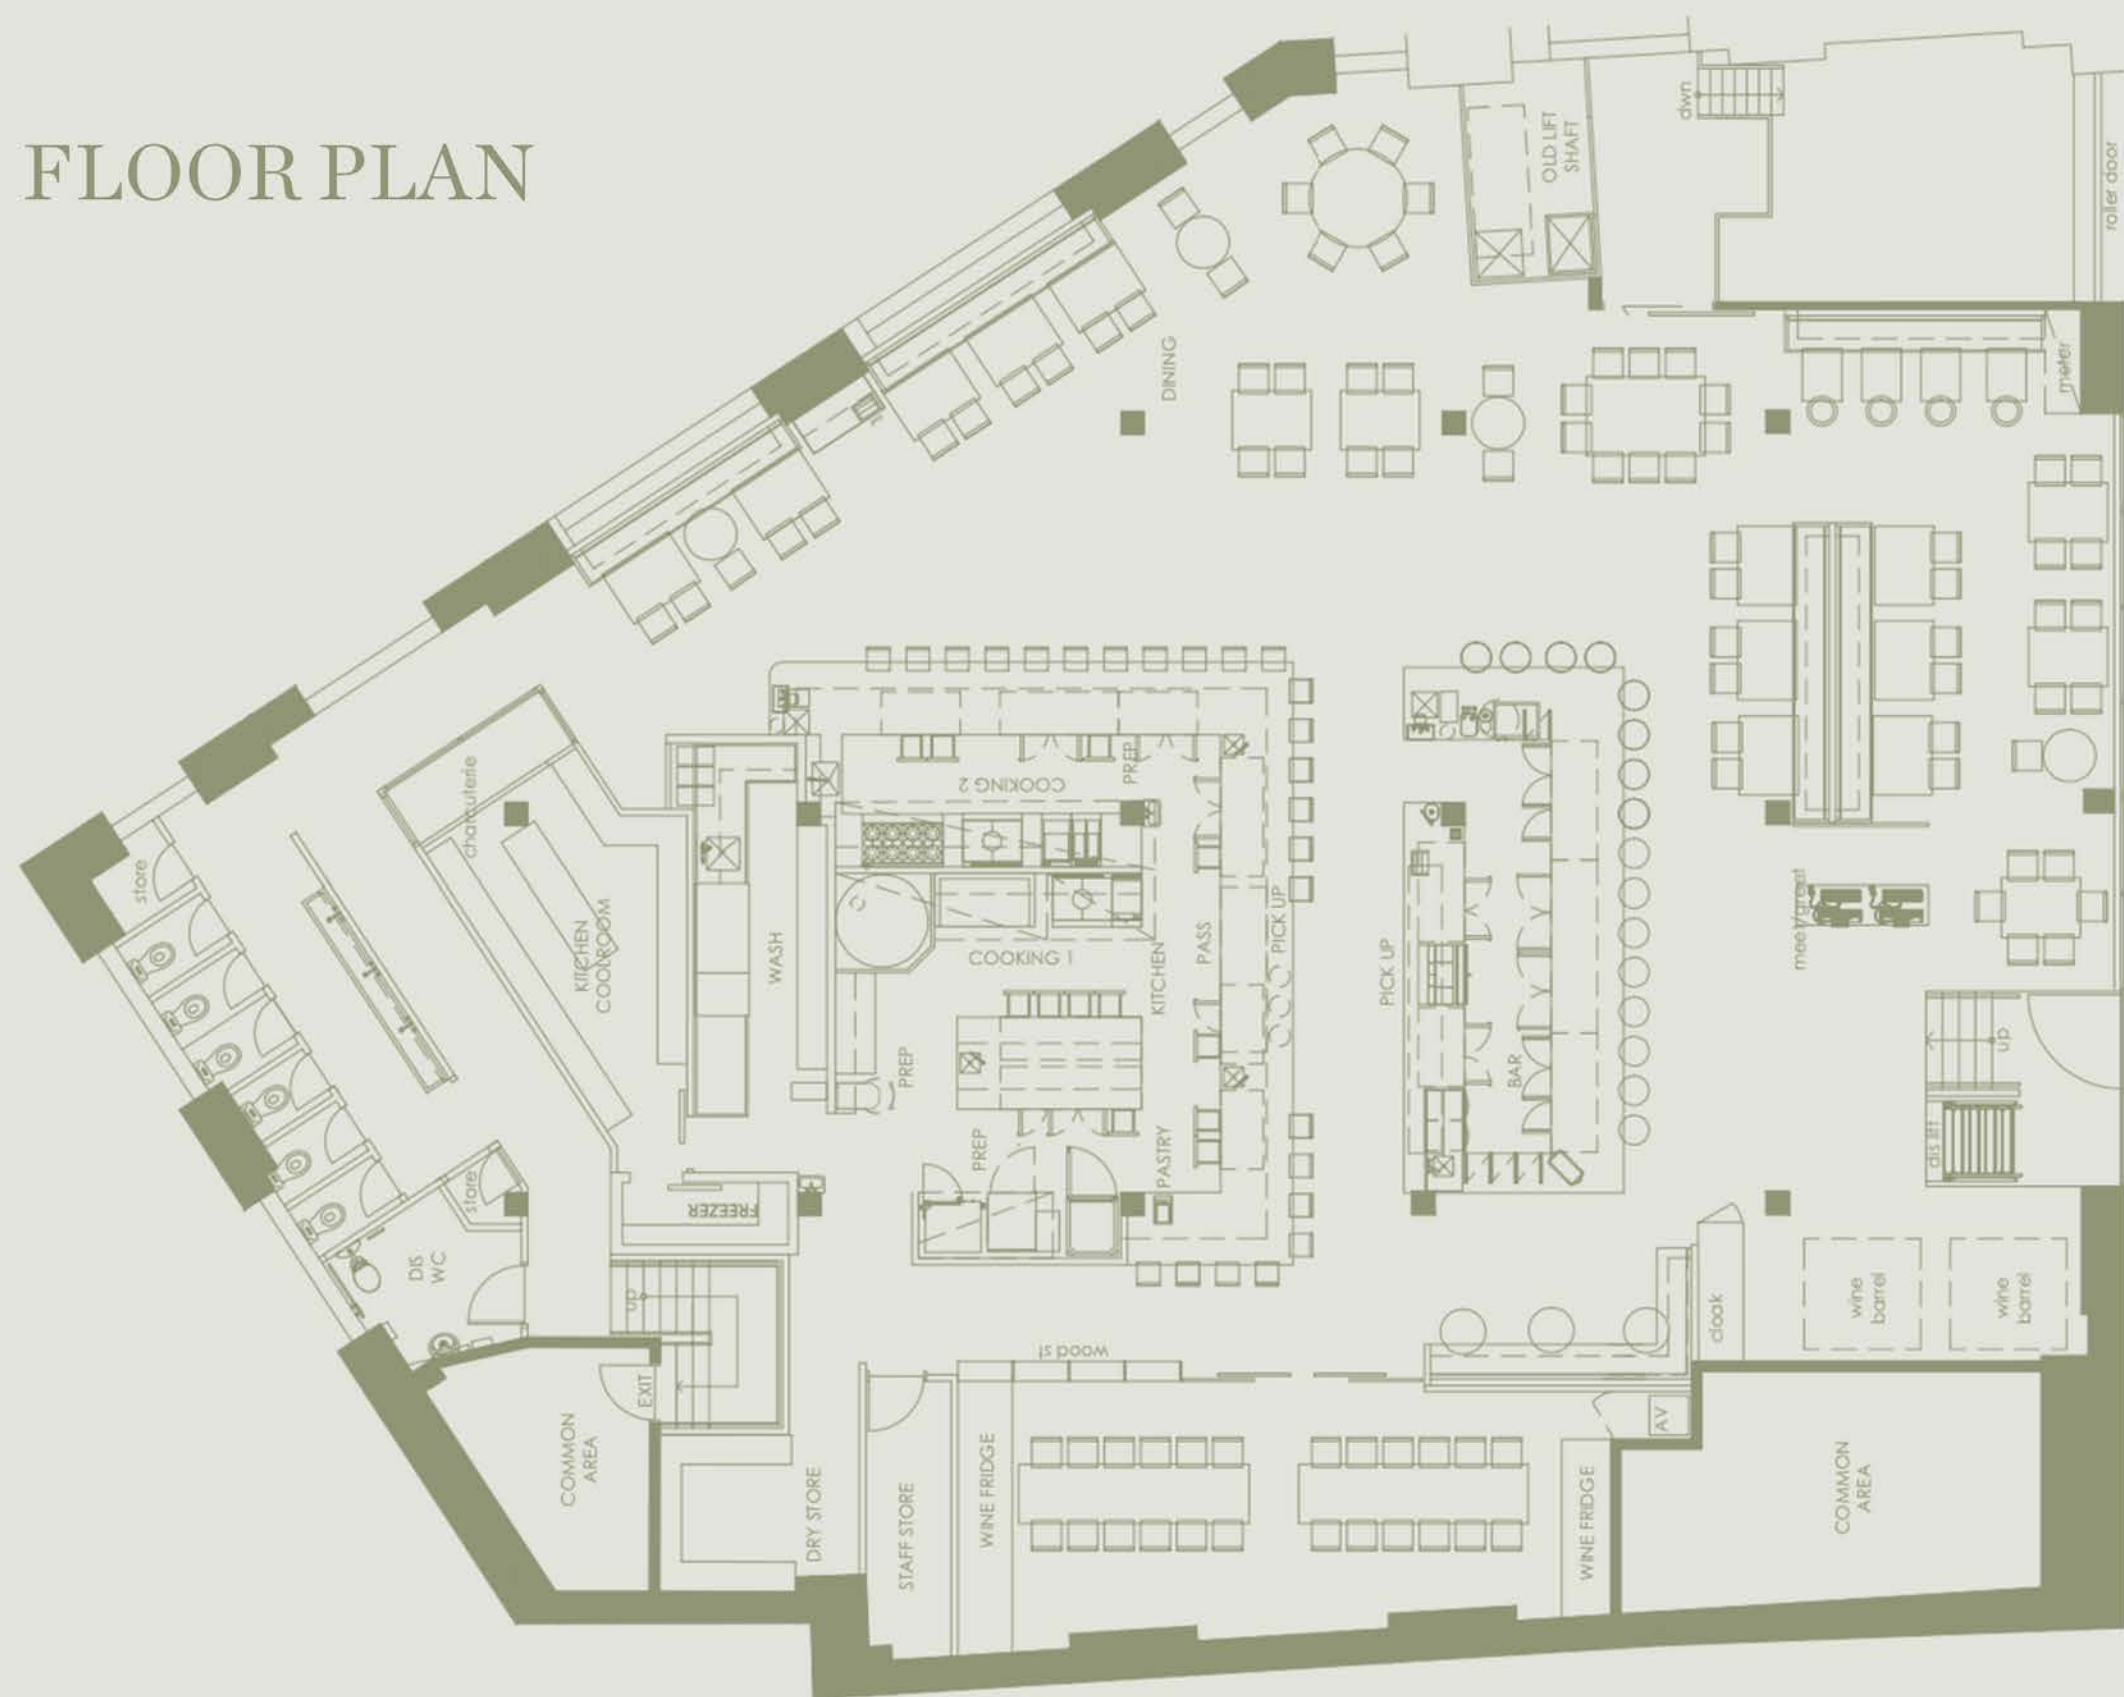 FLOOR PLAN
dwn
OLD LIFT
SHAFT
roller door
DINING
meter
charcuterie
store
KITCHEN
COOLROOM
WASH
COOKING 2
PREP
COOKING 1
KITCHEN
PASS
PICK UP
PICK UP
BAR
meet/greet
up
dis lift
PREP
PREP
PASTRY
store
FREEZER
DIS
WC
up
EXIT
COMMON
AREA
DRY STORE
STAFF STORE
WINE FRIDGE
wood st
WINE FRIDGE
AV
cloak
wine
barrel
wine
barrel
COMMON
AREA